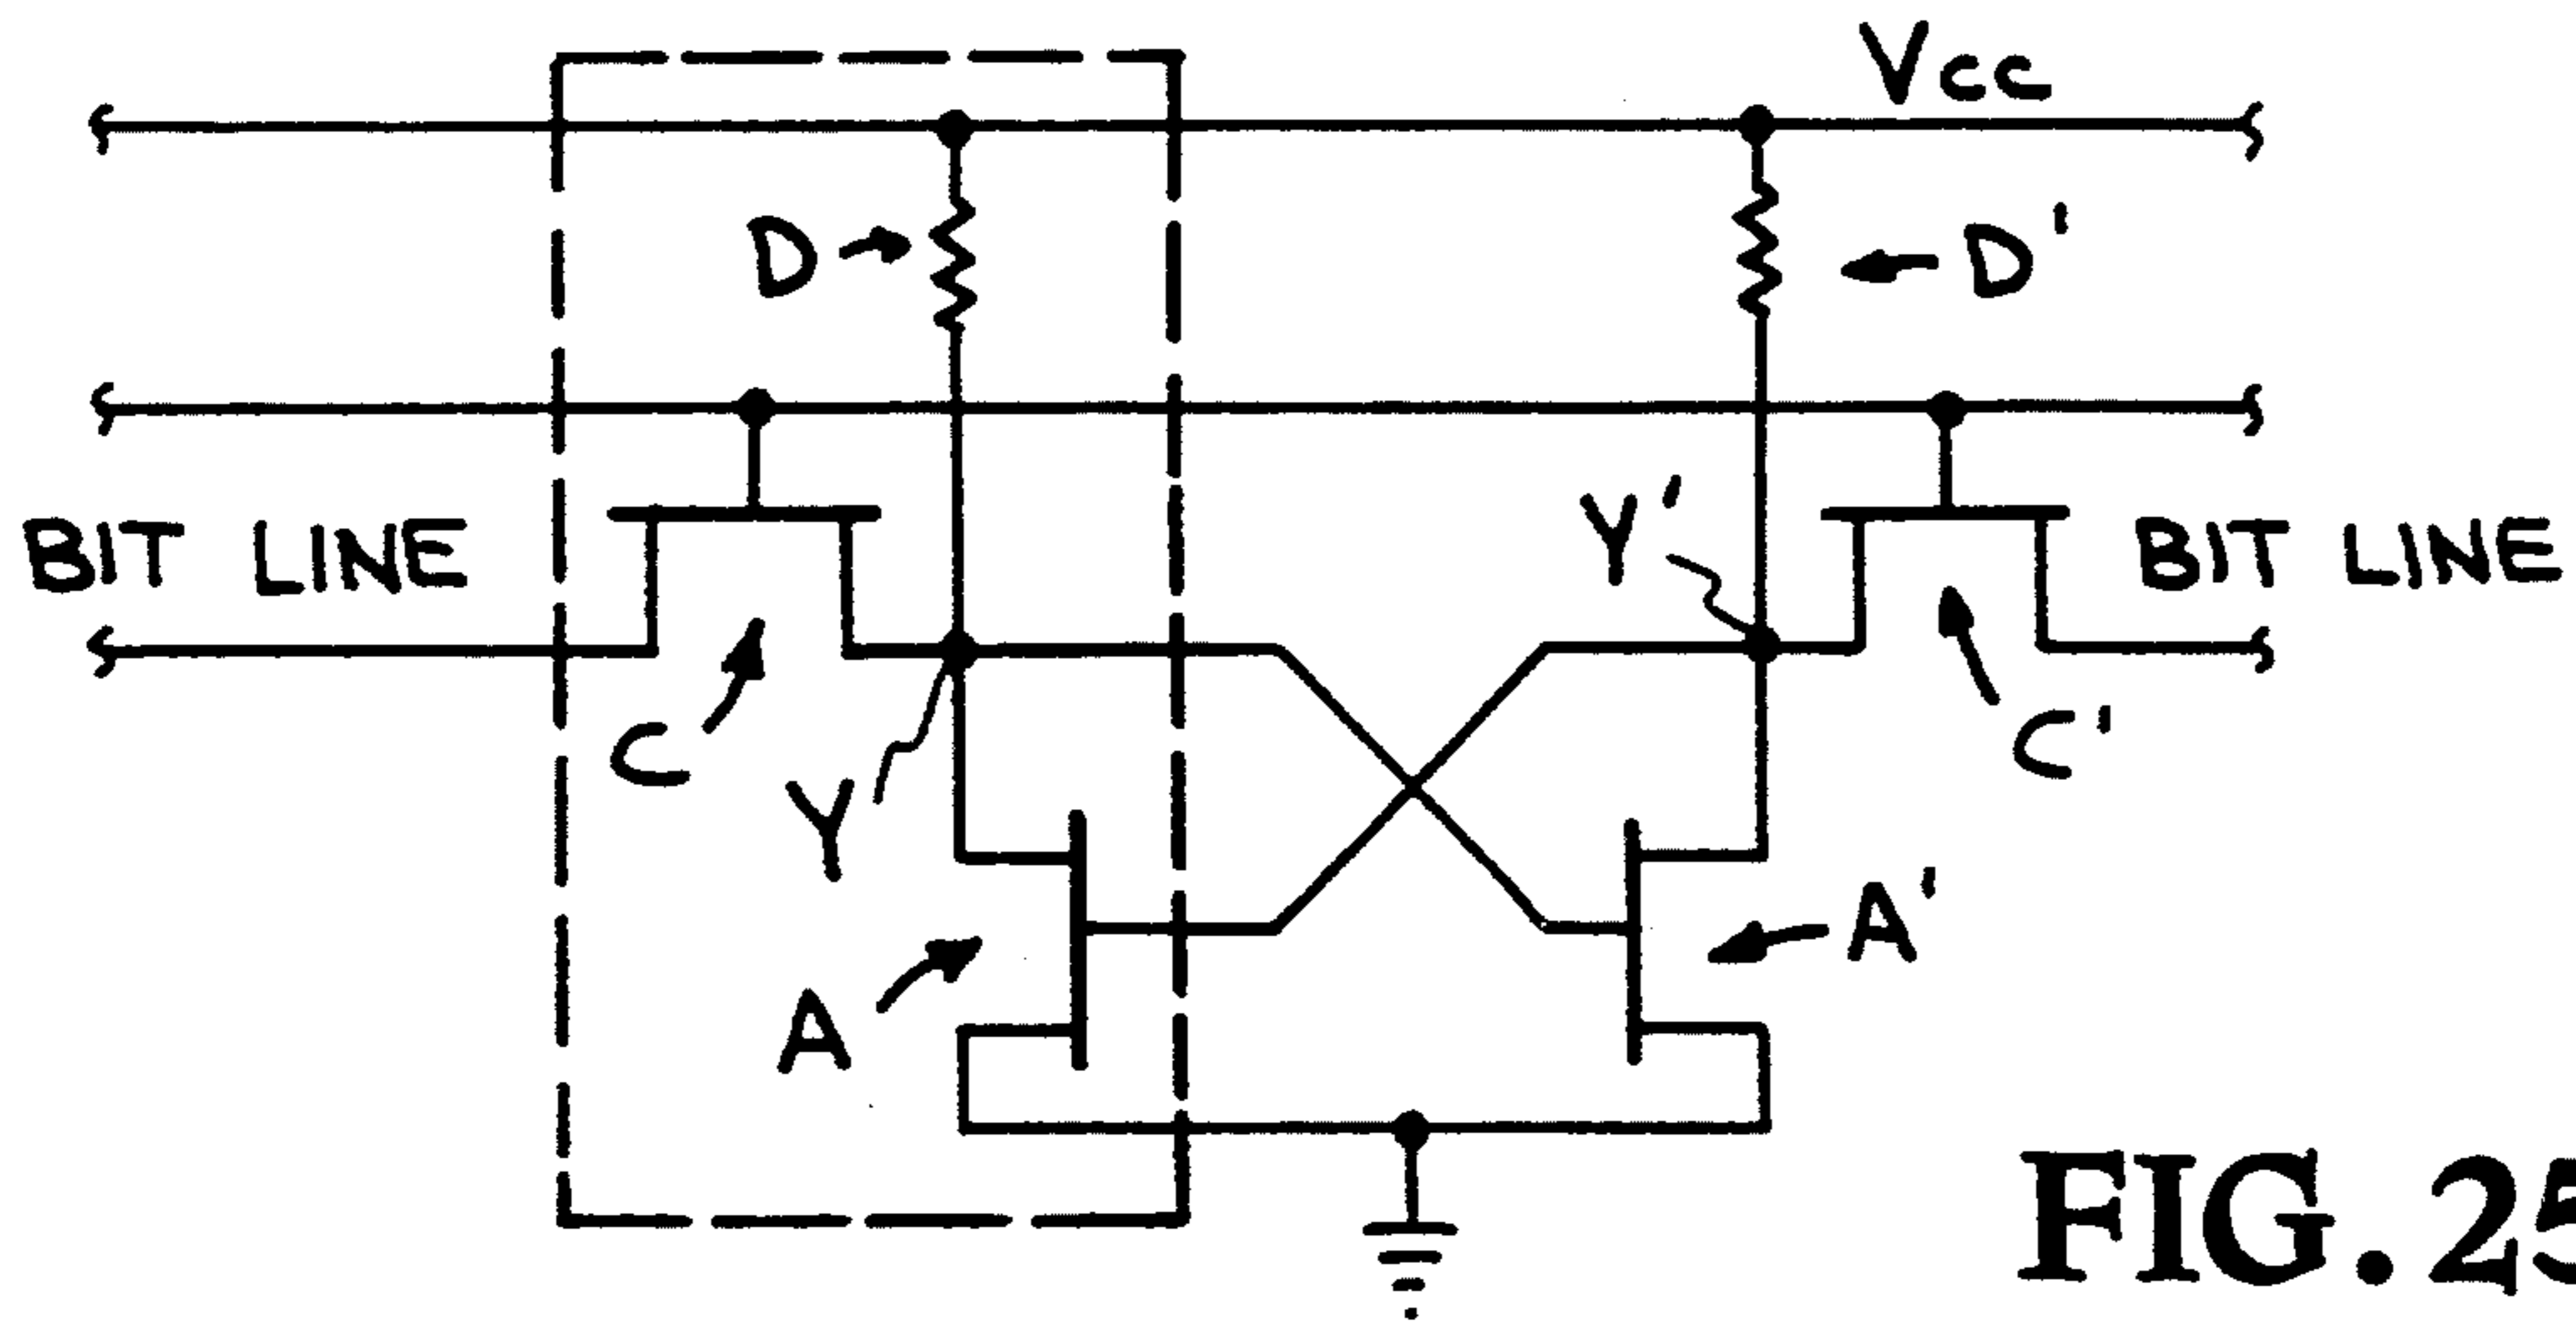 Vcc
D
D'
BIT LINE
Y'
BIT LINE
C
C'
Y
A'
A
FIG. 25